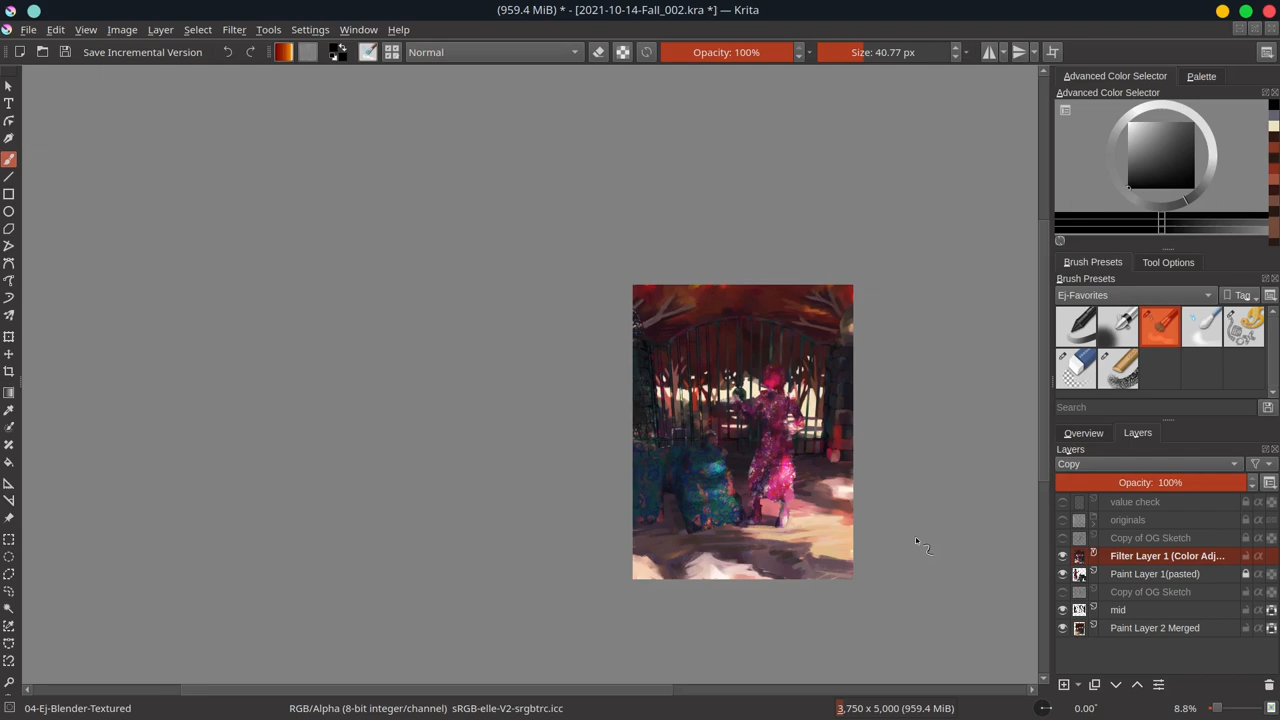 (959.4 MiB) * - [2021-10-14-Fall_002.kra *] — Krita
File Edit View Image Layer Select Filter Tools Settings Window Help
Save Incremental Version Normal Opacity: 100% Size: 40.77 px
Advanced Color Selector Palette
Advanced Color Selector
Brush Presets Tool Options
Brush Presets
Ej-Favorites Tag
Search
Overview Layers
Layers
Copy
Opacity: 100%
value check
originals
Copy of OG Sketch
Filter Layer 1 (Color Adj...
Paint Layer 1(pasted)
Copy of OG Sketch
mid
Paint Layer 2 Merged
04-Ej-Blender-Textured RGB/Alpha (8-bit integer/channel) sRGB-elle-V2-srgbtrc.icc 3,750 x 5,000 (959.4 MiB) 0.00° 8.8%